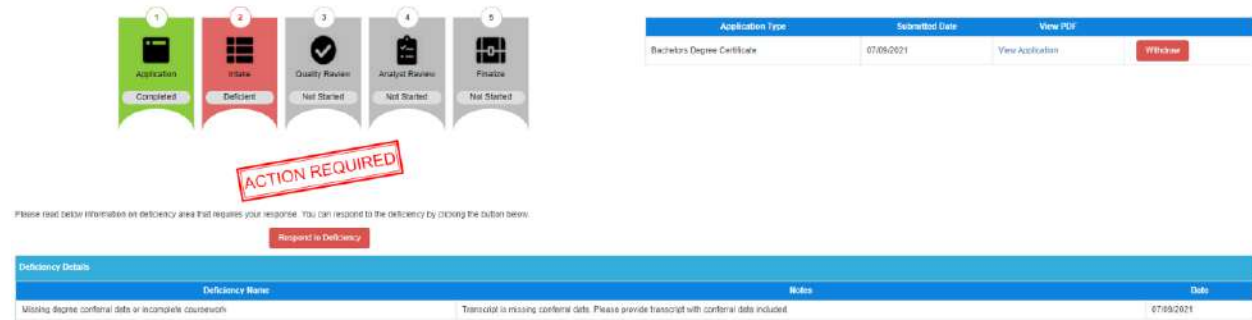 1 2 3 4 5
Application Intake Quality Review Analyst Review Finalize
Completed Deficient Not Started Not Started Not Started
Application Type Submitted Date View PDF
Bachelors Degree Certificate 07/09/2021 View Application Withdraw
ACTION REQUIRED
Please read below information on deficiency area that requires your response. You can respond to the deficiency by clicking the button below.
Respond to Deficiency
Deficiency Details
Deficiency Name Notes Date
Missing degree conferral date or incomplete coursework Transcript is missing conferral date. Please provide transcript with conferral date included. 07/09/2021